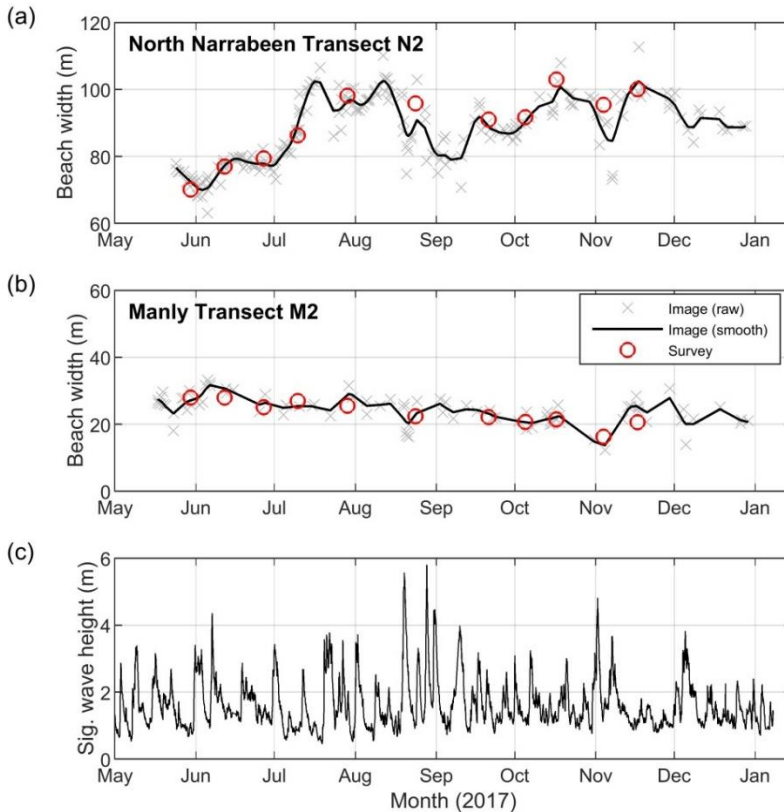 (a)
North Narrabeen Transect N2
Beach width (m)
120
100
80
60
May Jun Jul Aug Sep Oct Nov Dec Jan
(b)
Manly Transect M2
Beach width (m)
60
40
20
0
Image (raw)
Image (smooth)
Survey
May Jun Jul Aug Sep Oct Nov Dec Jan
(c)
Sig. wave height (m)
6
4
2
0
May Jun Jul Aug Sep Oct Nov Dec Jan
Month (2017)